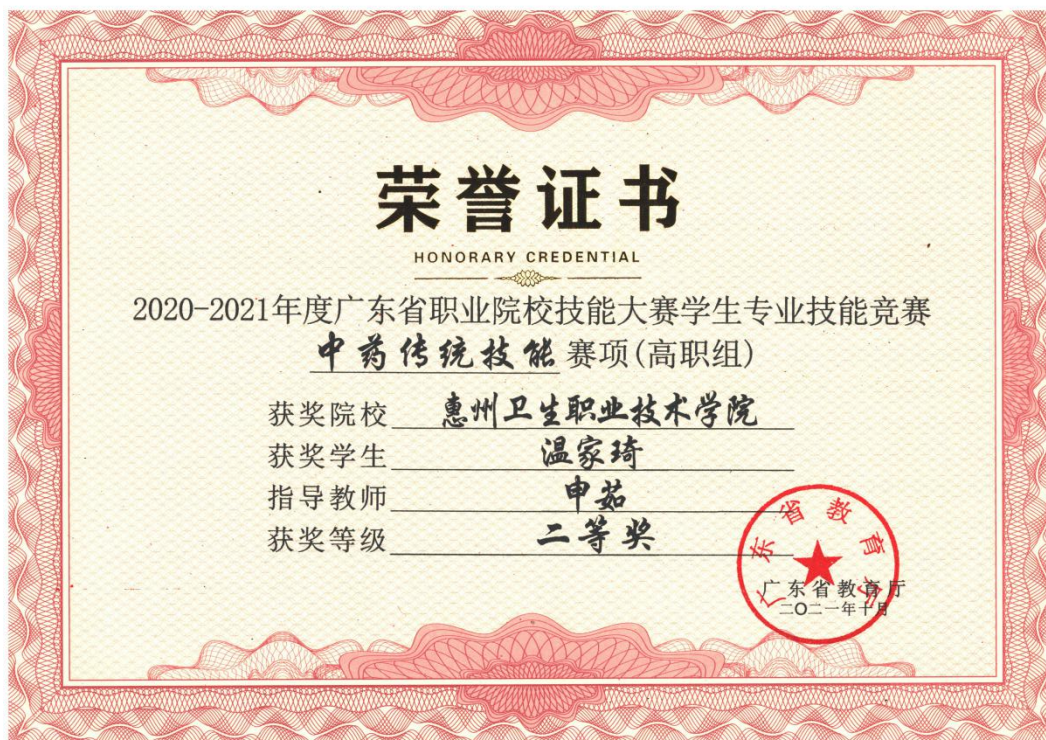 荣誉证书
HONORARY CREDENTIAL
2020-2021年度广东省职业院校技能大赛学生专业技能竞赛
中药传统技能赛项(高职组)
获奖院校 惠州卫生职业技术学院
获奖学生 温家琦
指导教师 申茹
获奖等级 二等奖
广东省教育厅
广东省教育厅
二〇二一年十月